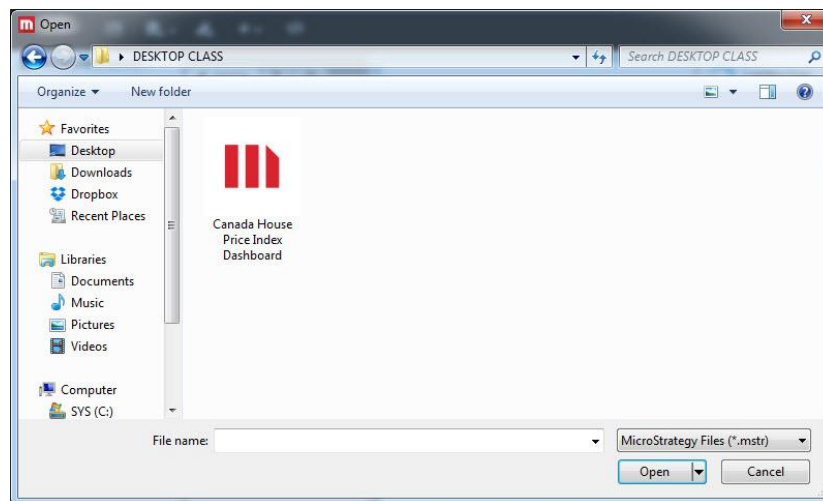 Open
DESKTOP CLASS
Search DESKTOP CLASS
Organize
New folder
Favorites
Desktop
Downloads
Dropbox
Recent Places
Libraries
Documents
Music
Pictures
Videos
Computer
SYS (C:)
Canada House
Price Index
Dashboard
File name:
MicroStrategy Files (*.mstr)
Open
Cancel